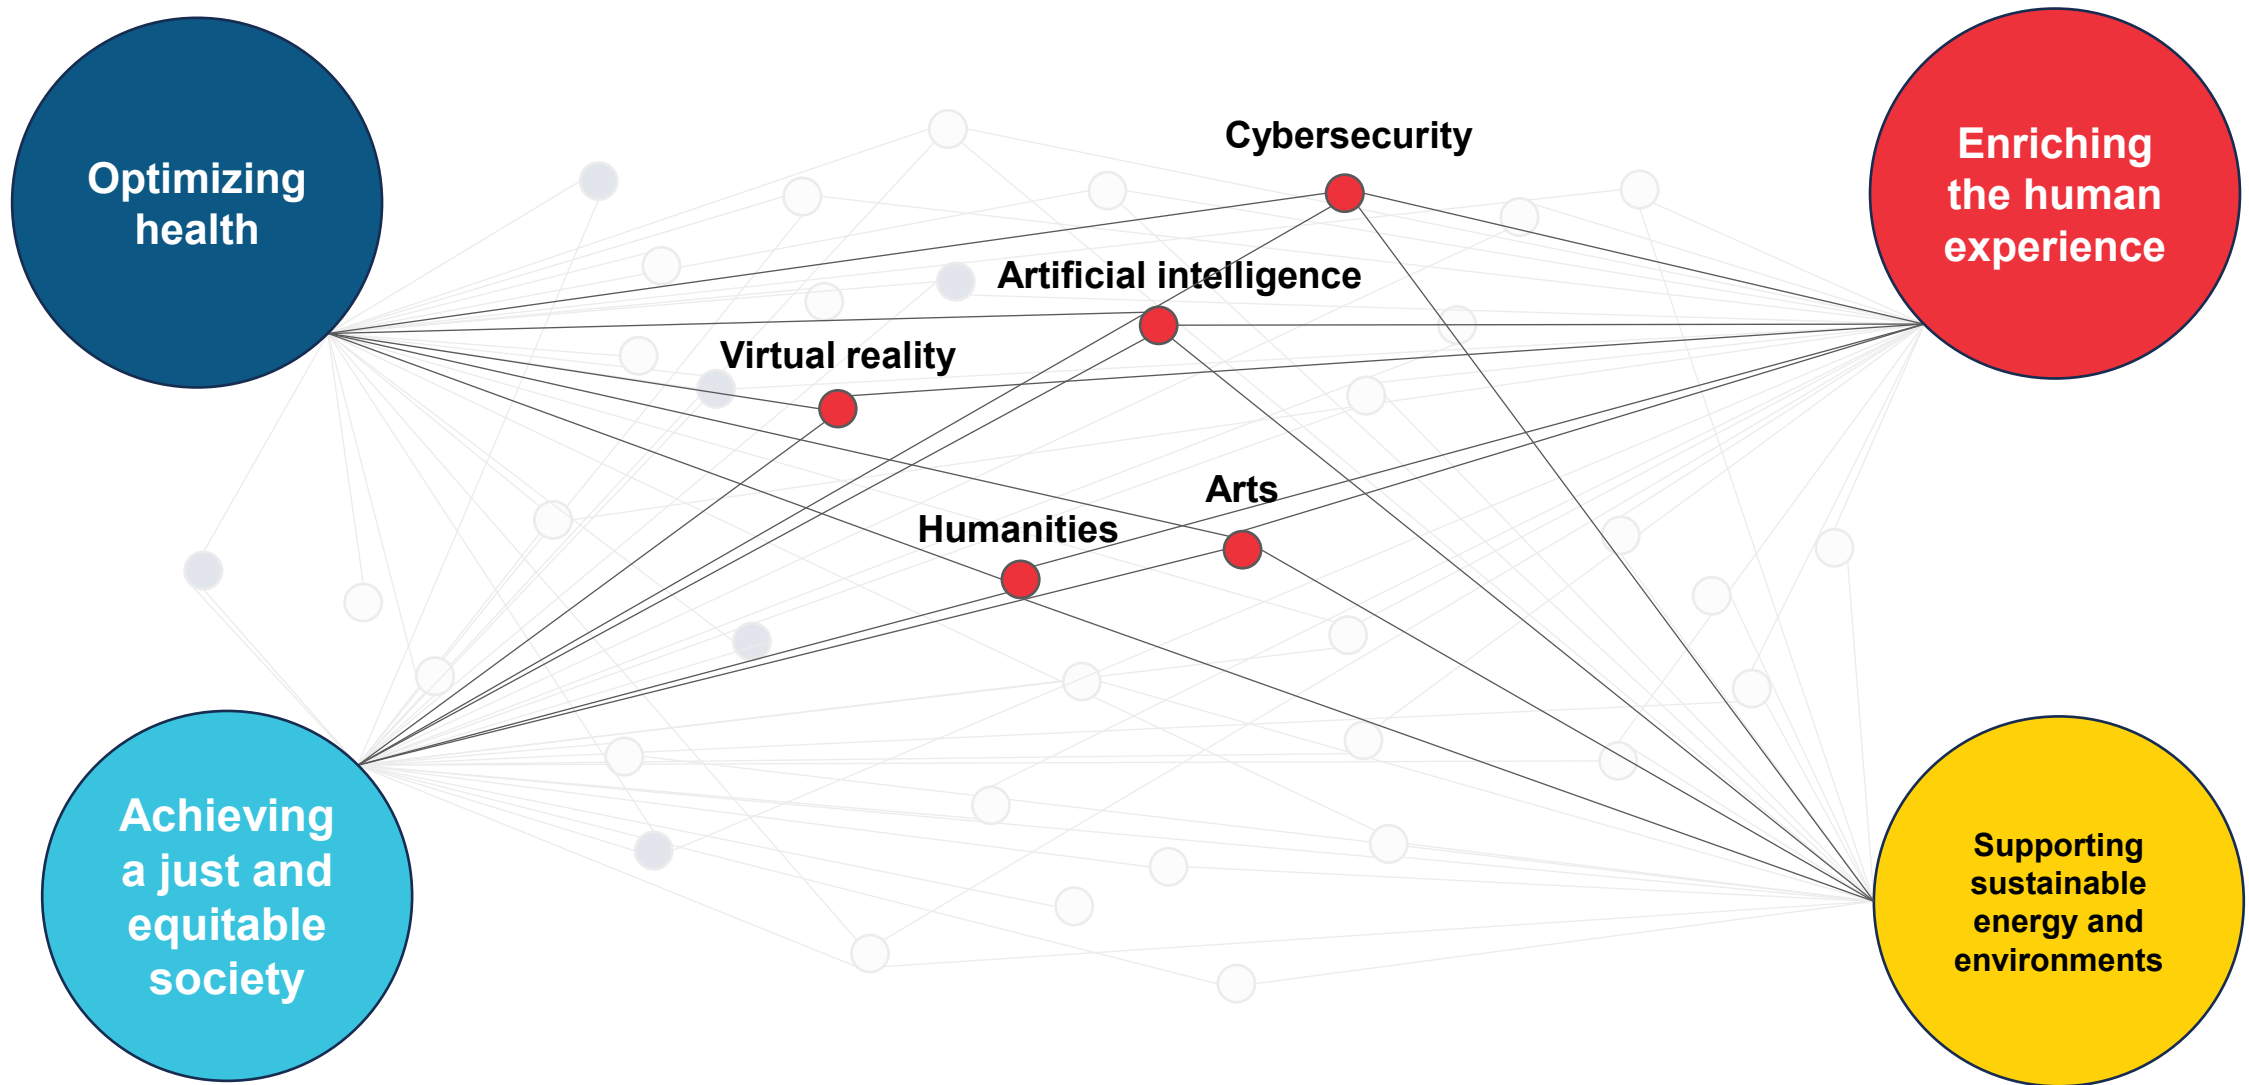 Optimizing
health
Enriching
the human
experience
Cybersecurity
Artificial intelligence
Virtual reality
Arts
Humanities
Achieving
a just and
equitable
society
Supporting
sustainable
energy and
environments